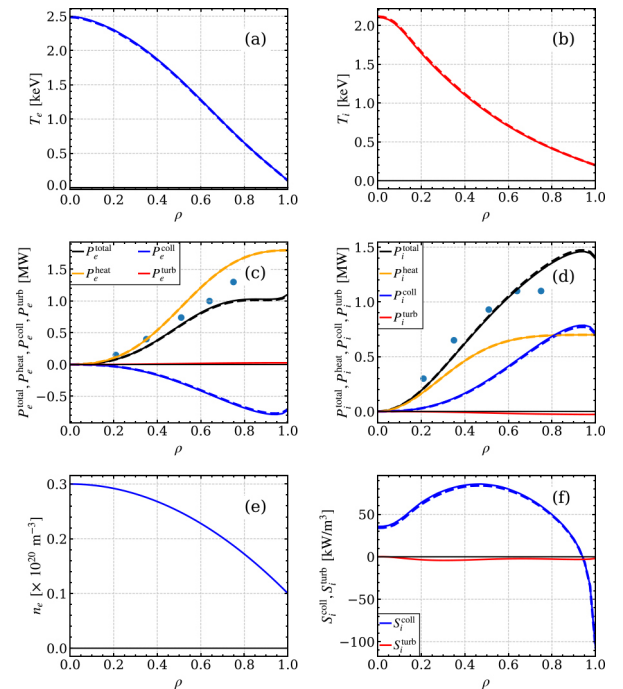 2.5
2.0
1.5
1.0
0.5
0.0
T_e [keV]
(a)
0.0 0.2 0.4 0.6 0.8 1.0
ρ
2.0
1.5
1.0
0.5
0.0
T_i [keV]
(b)
0.0 0.2 0.4 0.6 0.8 1.0
ρ
1.5
1.0
0.5
0.0
−0.5
P_e^total, P_e^heat, P_e^coll, P_e^turb [MW]
P_e^total P_e^coll
P_e^heat P_e^turb
(c)
0.0 0.2 0.4 0.6 0.8 1.0
ρ
1.5
1.0
0.5
0.0
P_i^total, P_i^heat, P_i^coll, P_i^turb [MW]
P_i^total
P_i^heat
P_i^coll
P_i^turb
(d)
0.0 0.2 0.4 0.6 0.8 1.0
ρ
0.3
0.2
0.1
0.0
n_e [× 10^20 m^−3]
(e)
0.0 0.2 0.4 0.6 0.8 1.0
ρ
50
0
−50
−100
S_i^coll, S_i^turb [kW/m^3]
(f)
S_i^coll
S_i^turb
0.0 0.2 0.4 0.6 0.8 1.0
ρ